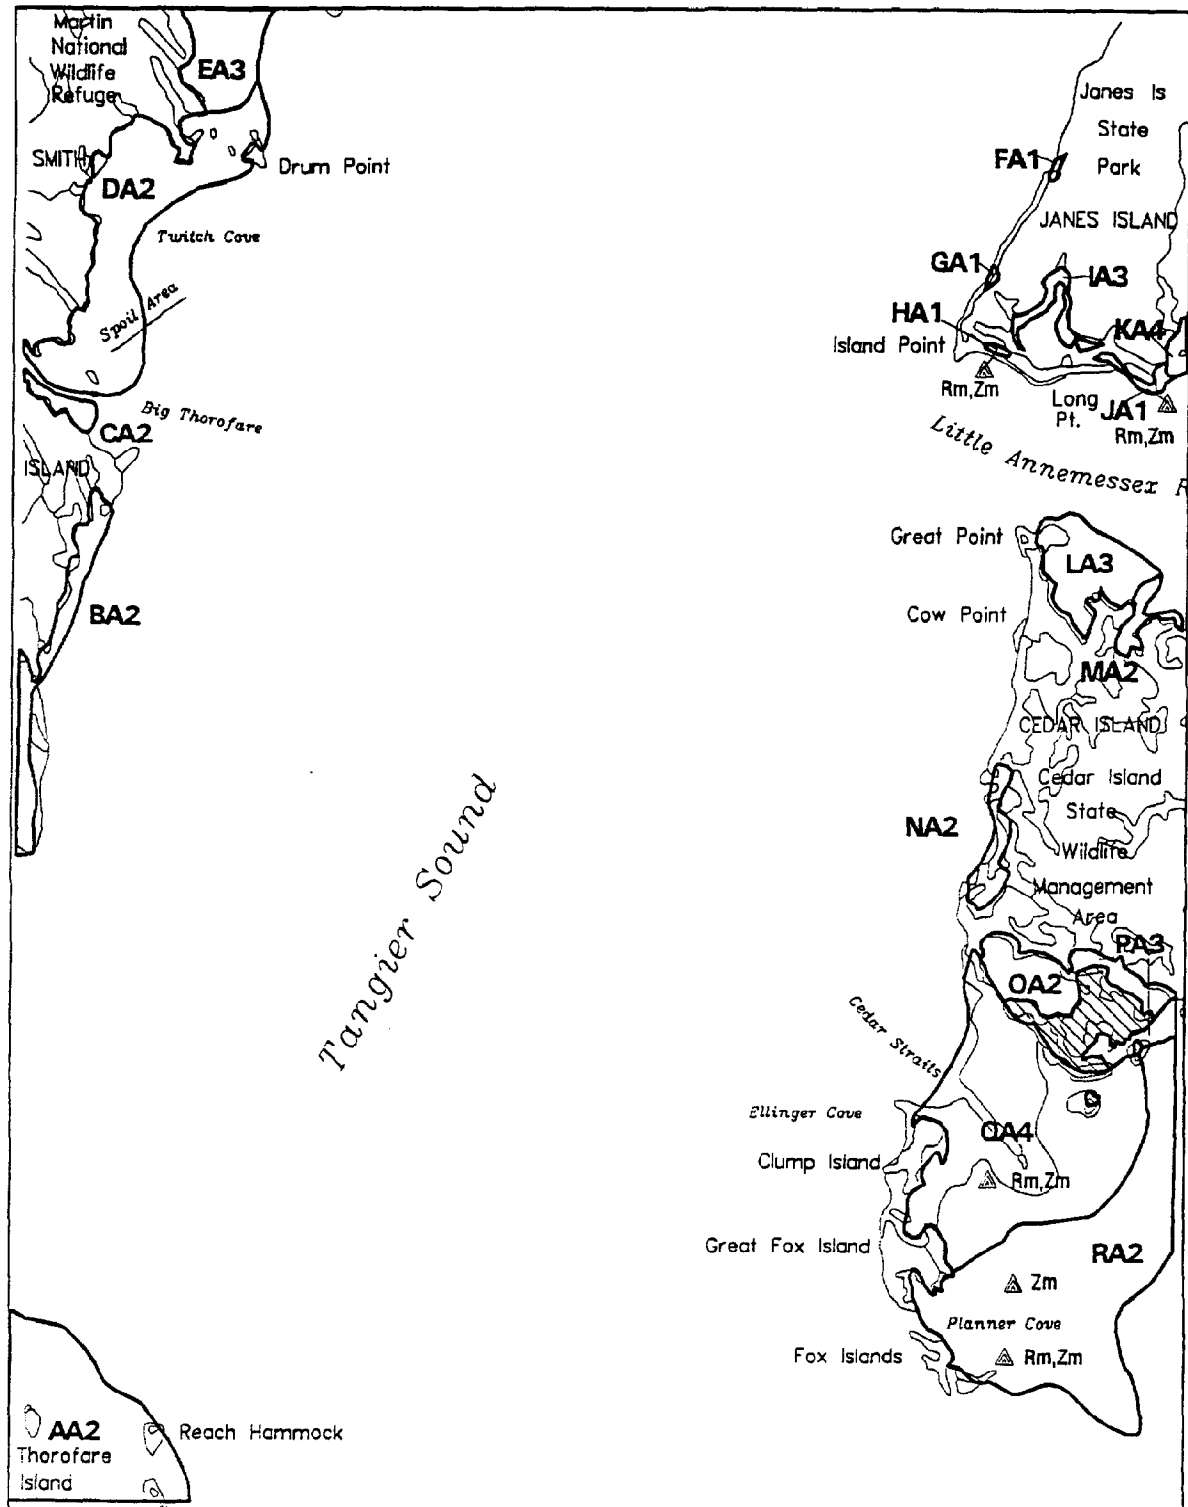 Martin
National
Wildlife
Refuge
EA3
SMITH
DA2
Drum Point
Twitch Cove
Spoil Area
Big Thorofare
CA2
ISLAND
BA2
Janes Is
State
Park
FA1
JANES ISLAND
GA1
IA3
HA1
KA4
Island Point
Rm,Zm
Long
Pt.
JA1
Rm,Zm
Little Annemessex R
Great Point
LA3
Cow Point
MA2
CEDAR ISLAND
Cedar Island
State
Wildlife
Management
Area
NA2
PA3
OA2
Tangier Sound
Cedar Straits
Ellinger Cove
QA4
Clump Island
Rm,Zm
Great Fox Island
RA2
Zm
Planner Cove
Fox Islands
Rm,Zm
AA2
Reach Hammock
Thorofare
Island